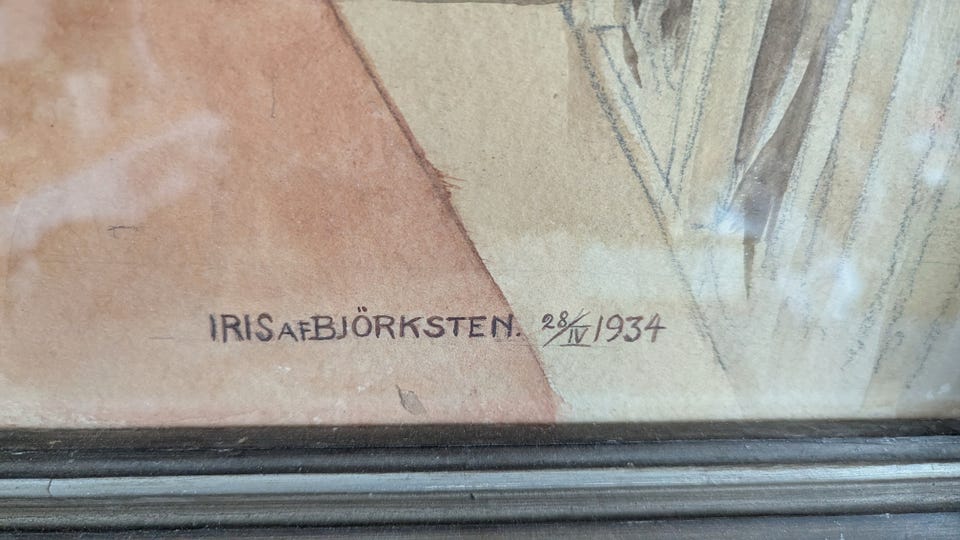 IRIS AF BJÖRKSTEN. 28/IV 1934